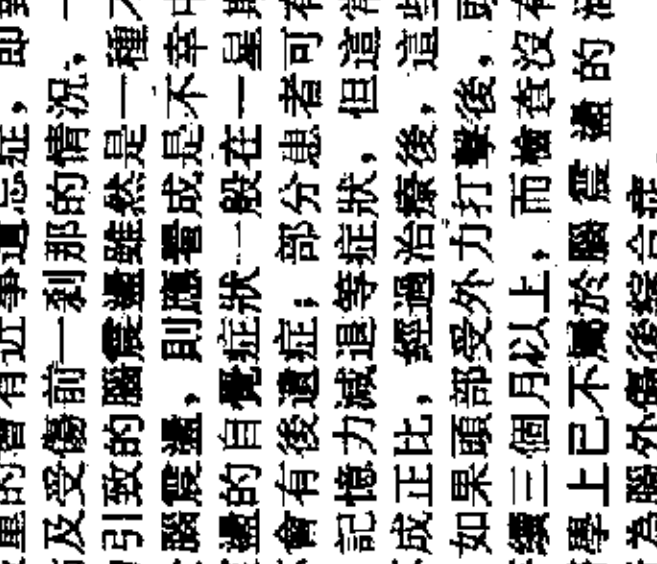 重的會有近事遺忘症，即對
及受傷前一剎那的情況。一
引致的腦震盪雖然是一種
腦震盪，則應看成是不幸中
盪的自覺症狀一般在一星期
會有後遺症；部分患者可有
記憶力減退等症狀，但這
成正比，經過治療後，這些
如果頭部受外力打擊後，頭
續三個月以上，而檢查沒有
學上已不屬於腦震盪的
為腦外傷後綜合症。